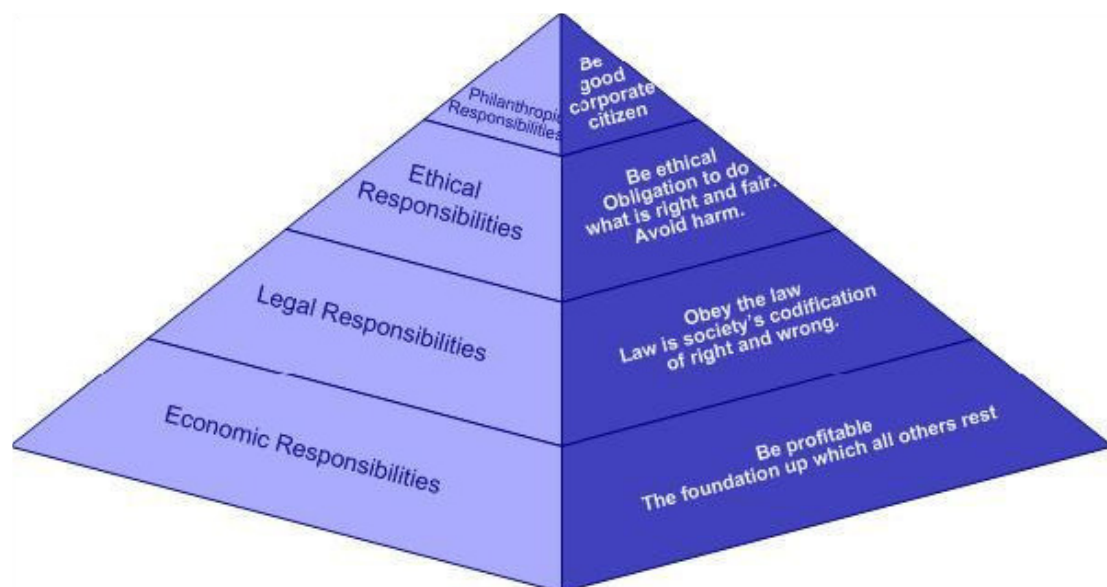 Philanthropic
Responsibilities
Be
good
corporate
citizen
Ethical
Responsibilities
Be ethical
Obligation to do
what is right and fair.
Avoid harm.
Legal Responsibilities
Obey the law
Law is society's codification
of right and wrong.
Economic Responsibilities
Be profitable
The foundation up which all others rest